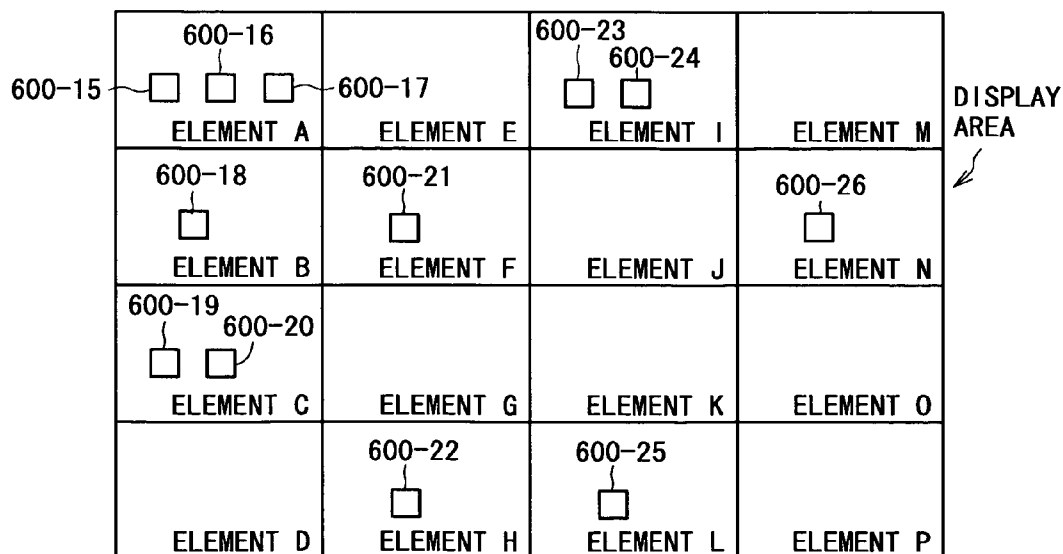 600-16
600-15
600-17
ELEMENT A
ELEMENT E
600-23
600-24
ELEMENT I
ELEMENT M
DISPLAY
AREA
600-18
ELEMENT B
600-21
ELEMENT F
ELEMENT J
600-26
ELEMENT N
600-19
600-20
ELEMENT C
ELEMENT G
ELEMENT K
ELEMENT O
ELEMENT D
600-22
ELEMENT H
600-25
ELEMENT L
ELEMENT P